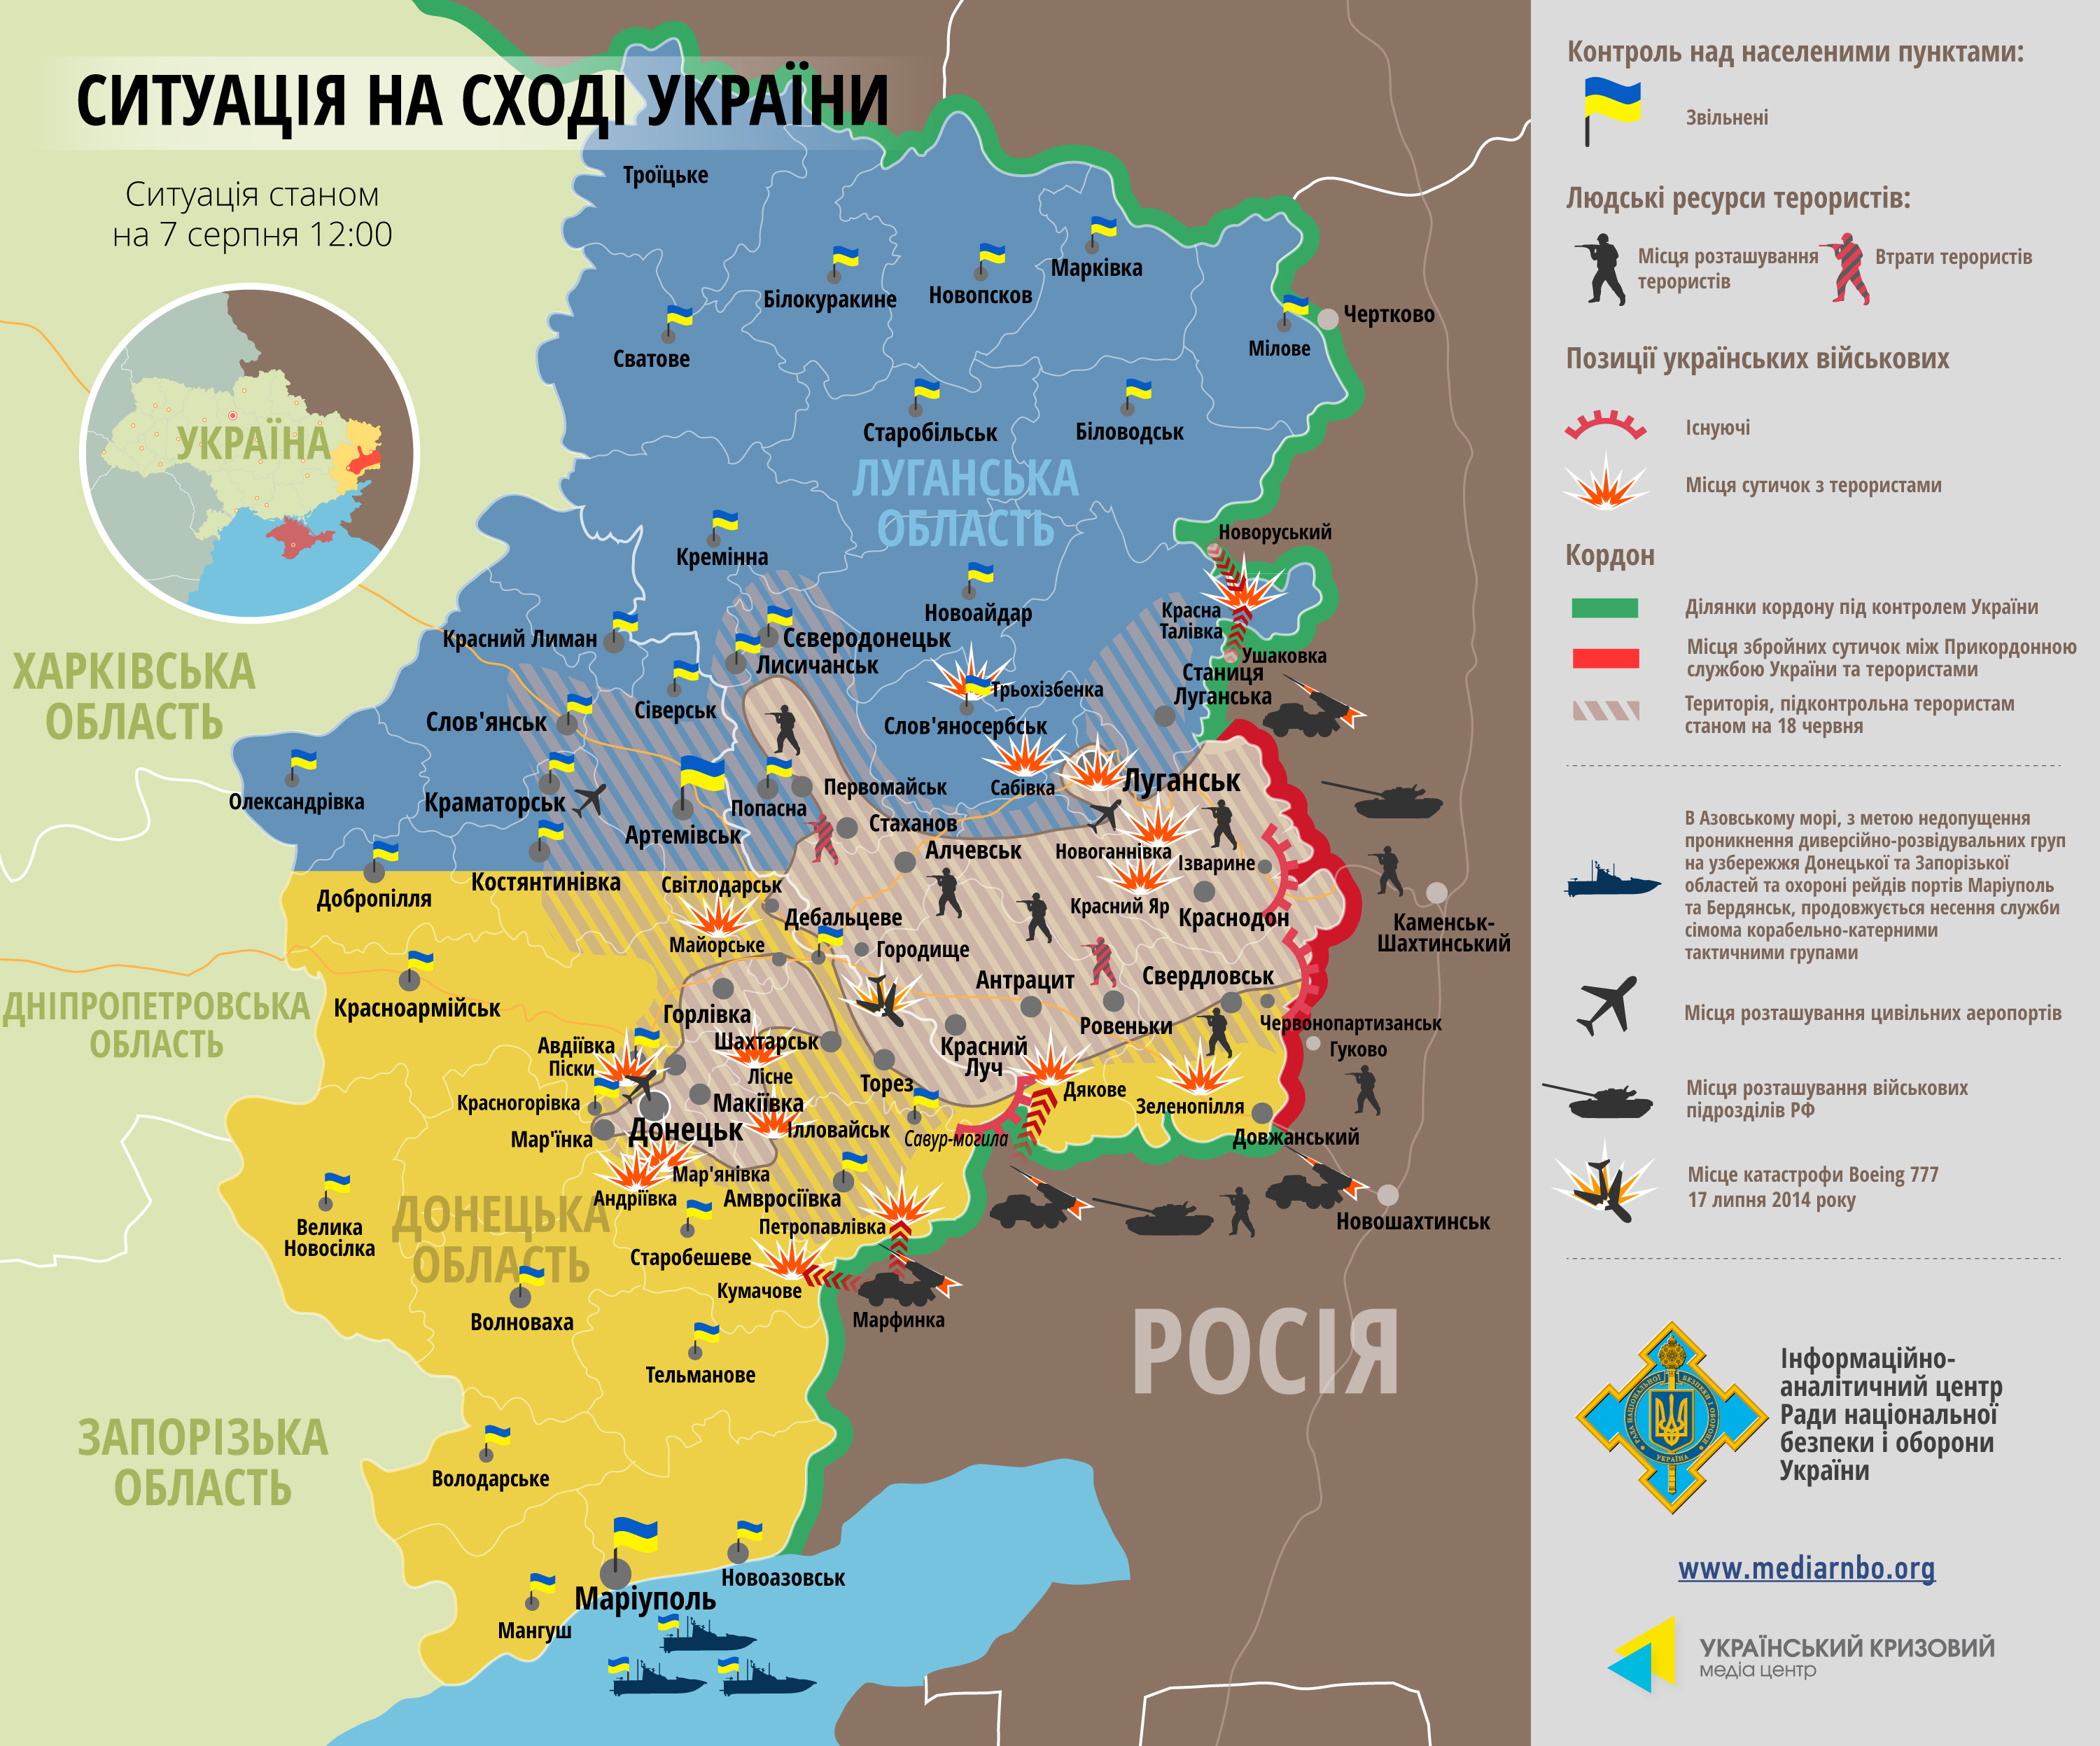 СИТУАЦІЯ НА СХОДІ УКРАЇНИ
Ситуація станом
на 7 серпня 12:00
УКРАЇНА
ХАРКІВСЬКА
ОБЛАСТЬ
ДНІПРОПЕТРОВСЬКА
ОБЛАСТЬ
ЗАПОРІЗЬКА
ОБЛАСТЬ
ЛУГАНСЬКА
ОБЛАСТЬ
ДОНЕЦЬКА
ОБЛАСТЬ
РОСІЯ
Троїцьке
Білокуракине
Новопсков
Марківка
Сватове
Мілове
Чертково
Старобільськ
Біловодськ
Кремінна
Новоруський
Новоайдар
Красна
Талівка
Ушаковка
Красний Лиман
Сєверодонецьк
Лисичанськ
Станиця
Луганська
Трьохізбенка
Сіверськ
Слов'янськ
Слов'яносербськ
Олександрівка
Краматорськ
Артемівськ
Попасна
Первомайськ
Сабівка
Луганськ
Стаханов
Алчевськ
Новоганнівка
Ізварине
Добропілля
Костянтинівка
Світлодарськ
Дебальцеве
Красний Яр
Краснодон
Каменськ-
Шахтинський
Майорське
Городище
Красноармійськ
Горлівка
Антрацит
Свердловськ
Ровеньки
Червонопартизанськ
Гуково
Авдіївка
Піски
Шахтарськ
Лісне
Красний
Луч
Торез
Дякове
Зеленопілля
Красногорівка
Макіївка
Мар'їнка
Донецьк
Ілловайськ
Савур-могила
Довжанський
Мар'янівка
Андріївка
Амвросіївка
Петропавлівка
Новошахтинськ
Велика
Новосілка
Старобешеве
Кумачове
Волноваха
Марфинка
Тельманове
Володарське
Маріуполь
Новоазовськ
Мангуш
Контроль над населеними пунктами:
Звільнені
Людські ресурси терористів:
Місця розташування
терористів
Втрати терористів
Позиції українських військових
Існуючі
Місця сутичок з терористами
Кордон
Ділянки кордону під контролем України
Місця збройних сутичок між Прикордонною
службою України та терористами
Територія, підконтрольна терористам
станом на 18 червня
В Азовському морі, з метою недопущення
проникнення диверсійно-розвідувальних груп
на узбережжя Донецької та Запорізької
областей та охороні рейдів портів Маріуполь
та Бердянськ, продовжується несення служби
сімома корабельно-катерними
тактичними групами
Місця розташування цивільних аеропортів
Місця розташування військових
підрозділів РФ
Місце катастрофи Boeing 777
17 липня 2014 року
РАДА НАЦІОНАЛЬНОЇ БЕЗПЕКИ І ОБОРОНИ
УКРАЇНА
Інформаційно-
аналітичний центр
Ради національної
безпеки і оборони
України
www.mediarnbo.org
УКРАЇНСЬКИЙ КРИЗОВИЙ
медіа центр